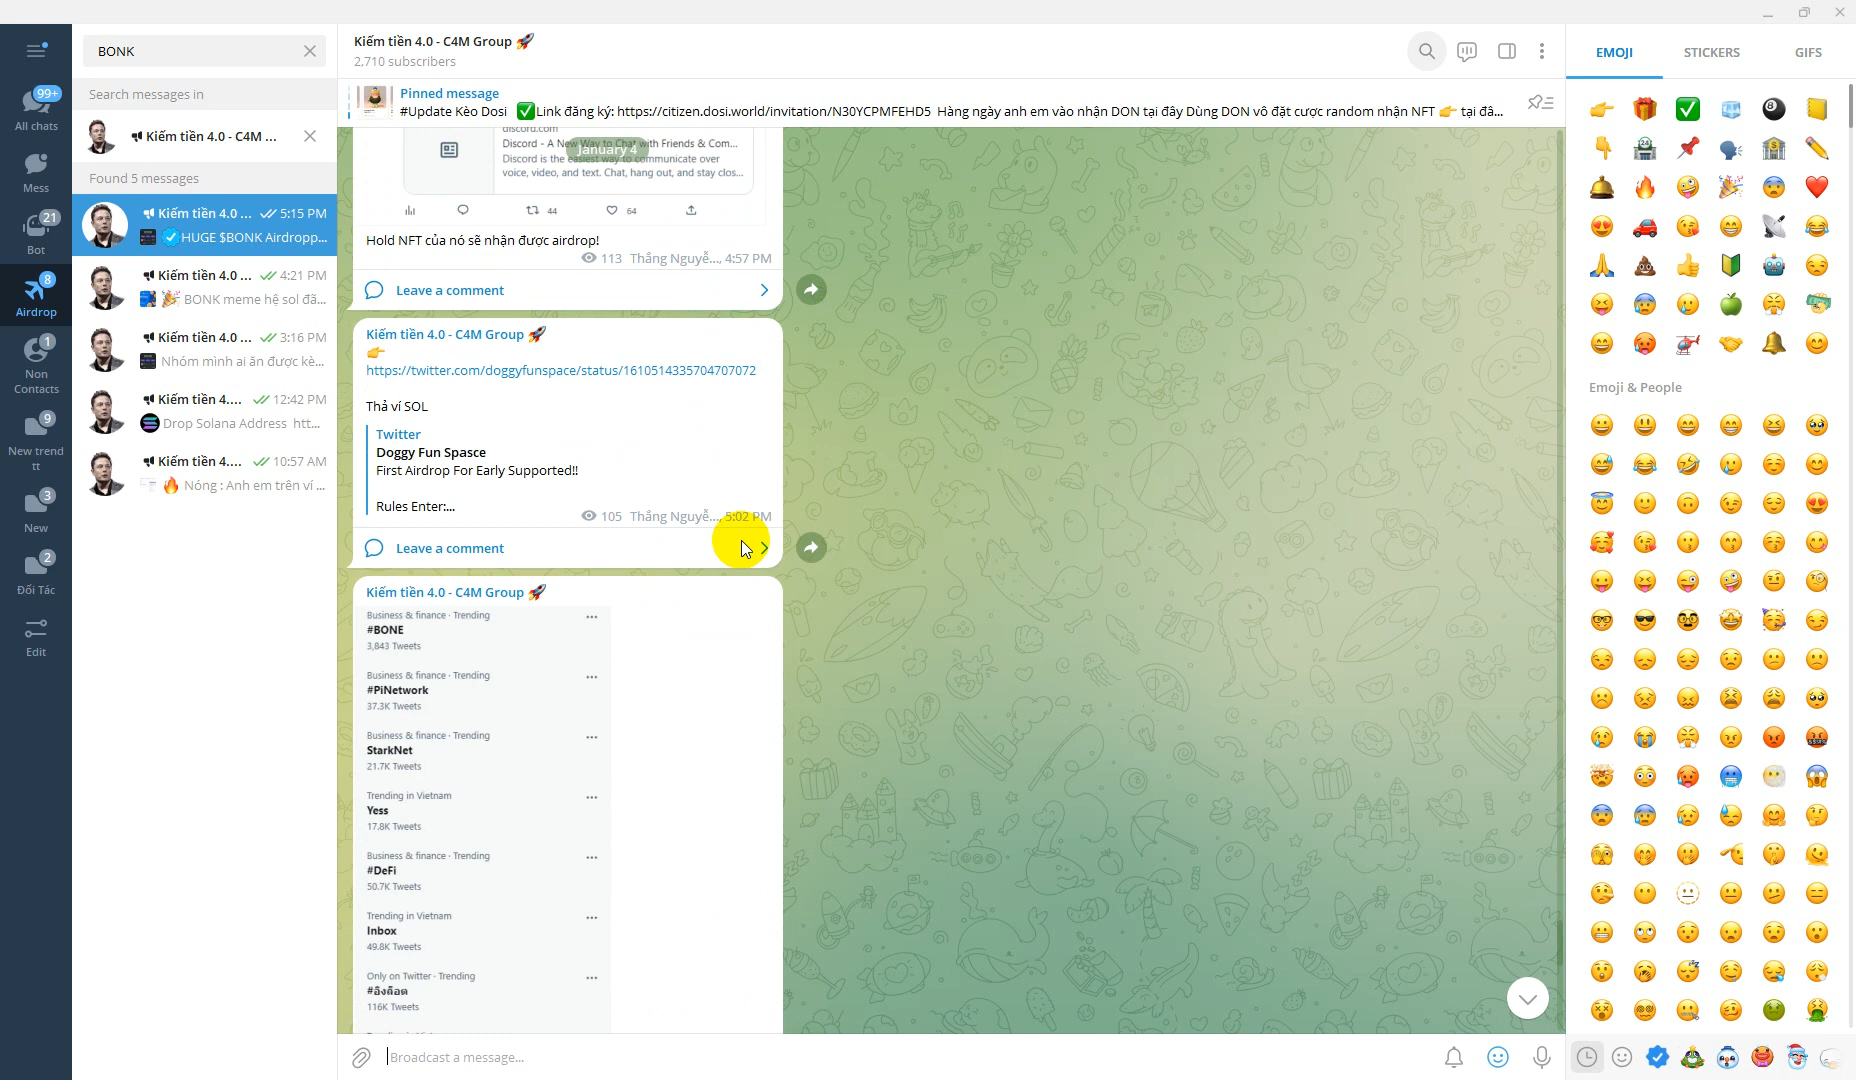 BONK
Search messages in
Kiếm tiền 4.0 - C4M ...
Found 5 messages
Kiếm tiền 4.0 ... 5:15 PM
HUGE $BONK Airdropp...
Kiếm tiền 4.0 ... 4:21 PM
BONK meme hệ sol đã...
Kiếm tiền 4.0 ... 3:16 PM
Nhóm mình ai ăn được kè...
Kiếm tiền 4.... 12:42 PM
Drop Solana Address htt...
Kiếm tiền 4.... 10:57 AM
Nóng : Anh em trên ví ...
99+
All chats
Mess
21
Bot
8
Airdrop
1
Non
Contacts
9
New trend
tt
3
New
2
Đối Tác
Edit
Kiếm tiền 4.0 - C4M Group
2,710 subscribers
Pinned message
#Update Kèo Dosi Link đăng ký: https://citizen.dosi.world/invitation/N30YCPMFEHD5 Hàng ngày anh em vào nhận DON tại đây Dùng DON vô đặt cược random nhận NFT tại đâ...
discord.com
January 4
Discord - A New Way to Chat with Friends & Com...
Discord is the easiest way to communicate over
voice, video, and text. Chat, hang out, and stay clos...
44 64
Hold NFT của nó sẽ nhận được airdrop!
113 Thắng Nguyễ..., 4:57 PM
Leave a comment
Kiếm tiền 4.0 - C4M Group
https://twitter.com/doggyfunspace/status/1610514335704707072
Thả ví SOL
Twitter
Doggy Fun Spasce
First Airdrop For Early Supported!!
Rules Enter:...
105 Thắng Nguyễ..., 5:02 PM
Leave a comment
Kiếm tiền 4.0 - C4M Group
Business & finance · Trending
#BONE
3,843 Tweets
Business & finance · Trending
#PiNetwork
37.3K Tweets
Business & finance · Trending
StarkNet
21.7K Tweets
Trending in Vietnam
Yess
17.8K Tweets
Business & finance · Trending
#DeFi
50.7K Tweets
Trending in Vietnam
Inbox
49.8K Tweets
Only on Twitter · Trending
#อิงล็อต
116K Tweets
Broadcast a message...
EMOJI
STICKERS
GIFS
Emoji & People